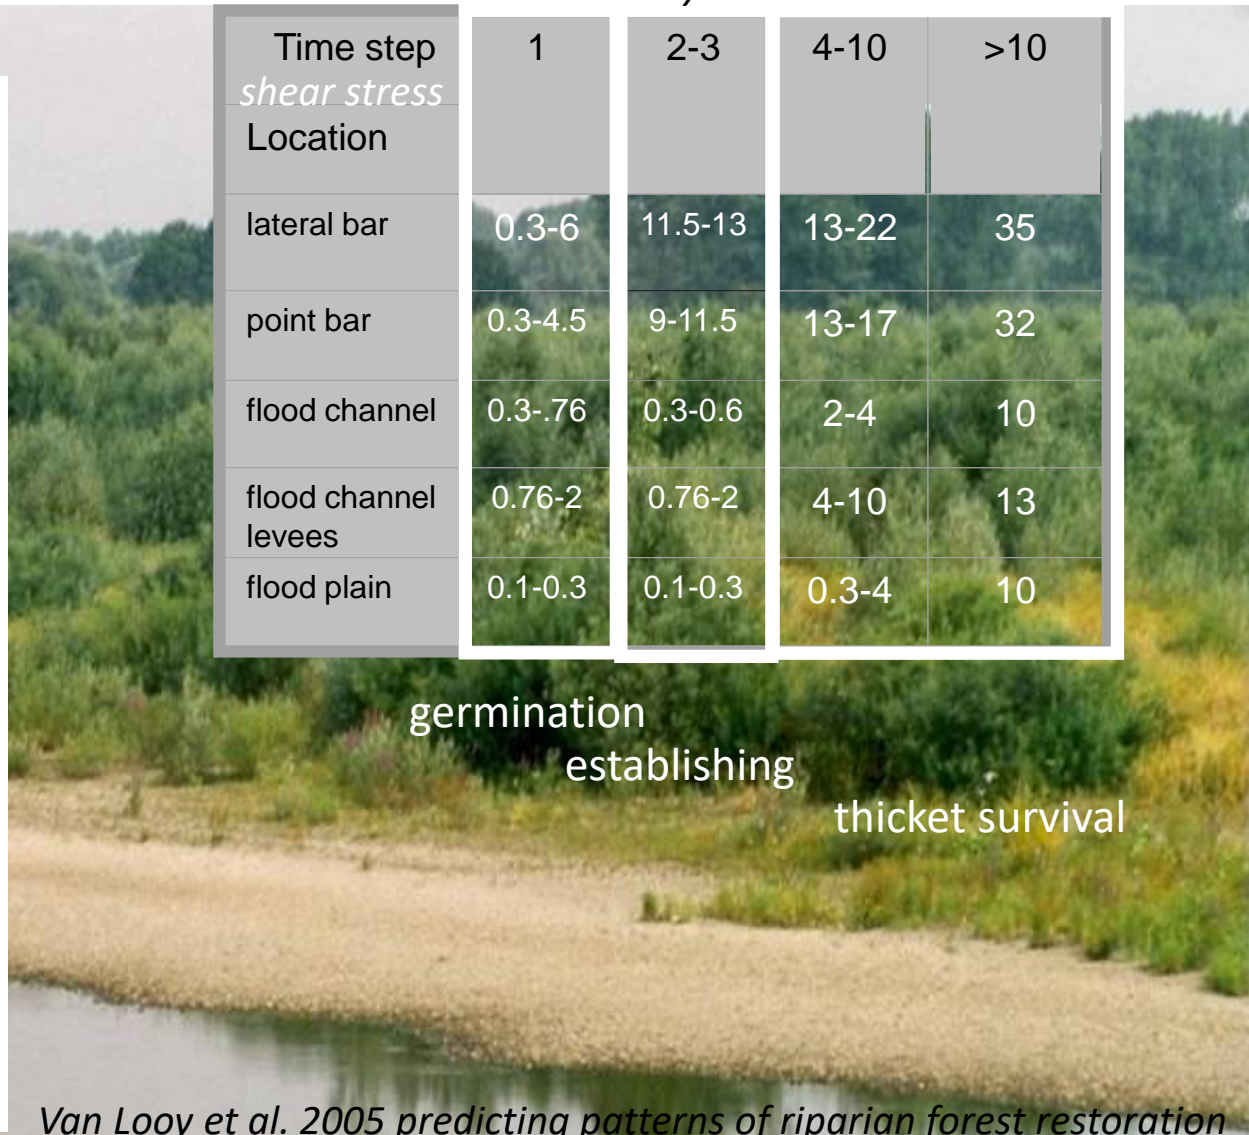 Time step 1 2-3 4-10 >10
shear stress
Location
lateral bar 0.3-6 11.5-13 13-22 35
point bar 0.3-4.5 9-11.5 13-17 32
flood channel 0.3-.76 0.3-0.6 2-4 10
flood channel 0.76-2 0.76-2 4-10 13
levees
flood plain 0.1-0.3 0.1-0.3 0.3-4 10
germination
establishing
thicket survival
Van Looy et al. 2005 predicting patterns of riparian forest restoration